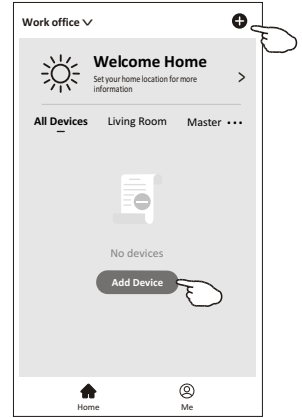 Work office
Welcome Home
Set your home location for more
information
All Devices Living Room Master
No devices
Add Device
Home Me